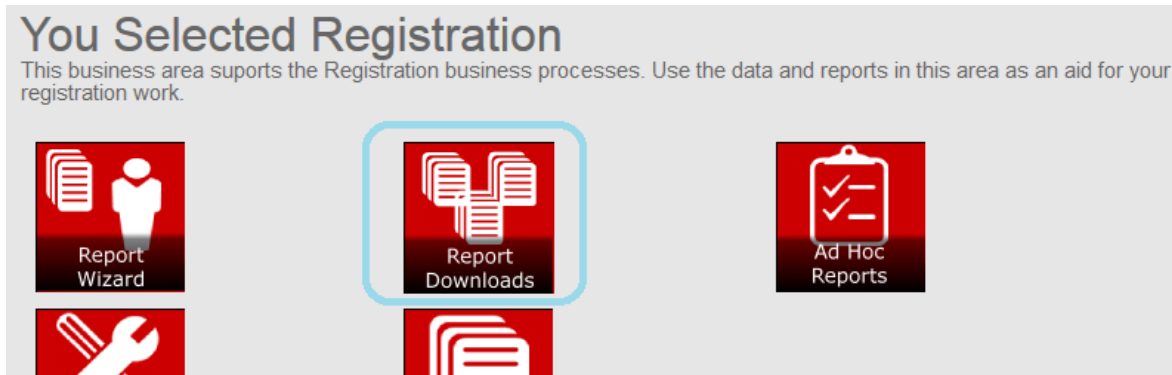 You Selected Registration
This business area suports the Registration business processes. Use the data and reports in this area as an aid for your
registration work.
Report
Wizard
Report
Downloads
Ad Hoc
Reports